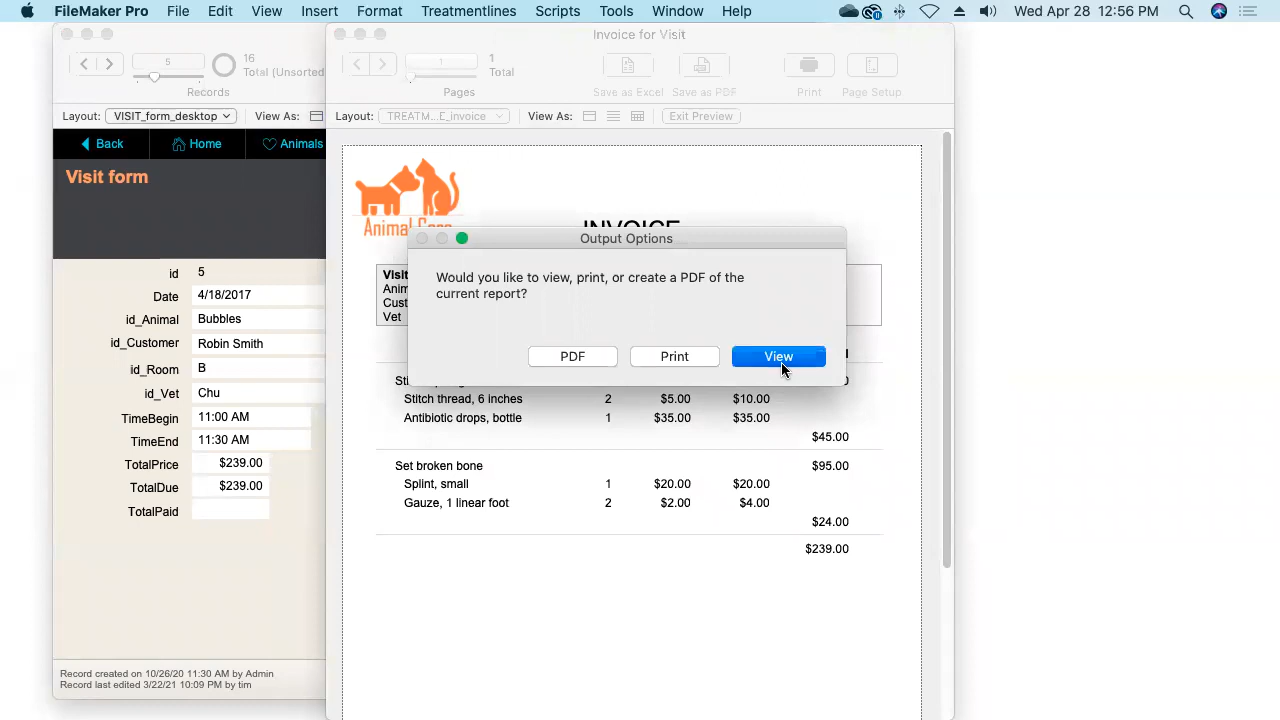 FileMaker Pro File Edit View Insert Format Treatmentlines Scripts Tools Window Help Wed Apr 28 12:56 PM
5
16
Total (Unsorted
Records
Layout: VISIT_form_desktop View As:
Back Home Animals
Visit form
id 5
Date 4/18/2017
id_Animal Bubbles
id_Customer Robin Smith
id_Room B
id_Vet Chu
TimeBegin 11:00 AM
TimeEnd 11:30 AM
TotalPrice $239.00
TotalDue $239.00
TotalPaid
Record created on 10/26/20 11:30 AM by Admin
Record last edited 3/22/21 10:09 PM by tim
Invoice for Visit
1
1
Total
Pages Save as Excel Save as PDF Print Page Setup
Layout: TREATM...E_invoice View As: Exit Preview
INVOICE
Visit
Anim
Cust
Vet
Output Options
Would you like to view, print, or create a PDF of the
current report?
PDF Print View
Stitch thread, 6 inches 2 $5.00 $10.00
Antibiotic drops, bottle 1 $35.00 $35.00
$45.00
Set broken bone $95.00
Splint, small 1 $20.00 $20.00
Gauze, 1 linear foot 2 $2.00 $4.00
$24.00
$239.00